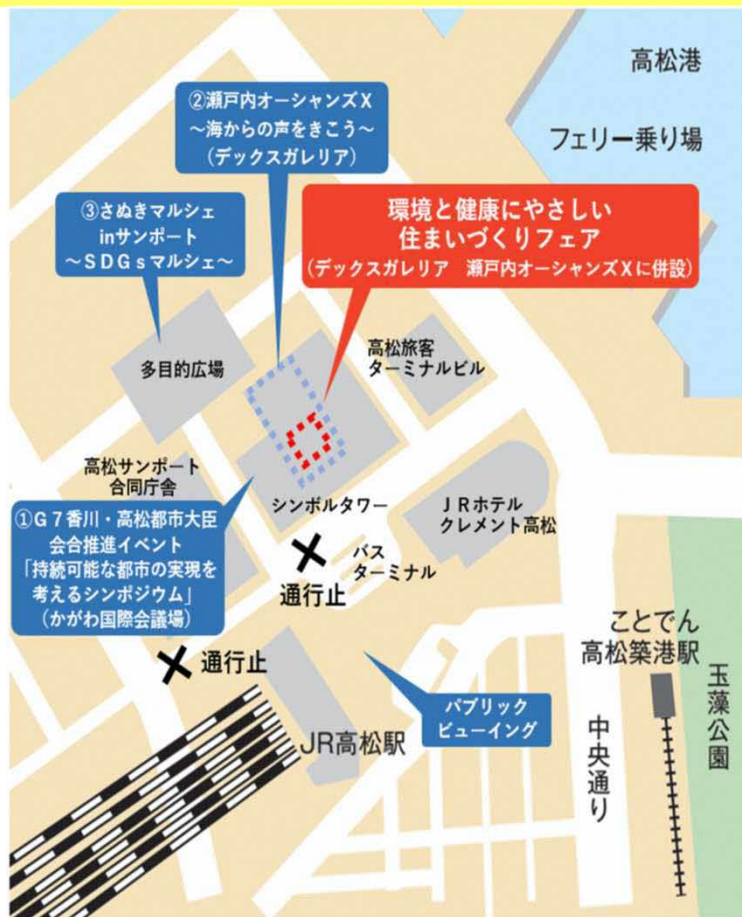 高松港
フェリー乗り場
②瀬戸内オーシャンズX
～海からの声をきこう～
(デックスガレリア)
③さぬきマルシェ
inサンポート
～SDGsマルシェ～
環境と健康にやさしい
住まいづくりフェア
(デックスガレリア　瀬戸内オーシャンズXに併設)
多目的広場
高松旅客
ターミナルビル
高松サンポート
合同庁舎
シンボルタワー
JRホテル
クレメント高松
①G7香川・高松都市大臣
会合推進イベント
「持続可能な都市の実現を
考えるシンポジウム」
(かがわ国際会議場)
バス
ターミナル
通行止
通行止
ことでん
高松築港駅
パブリック
ビューイング
JR高松駅
中央通り
玉藻公園